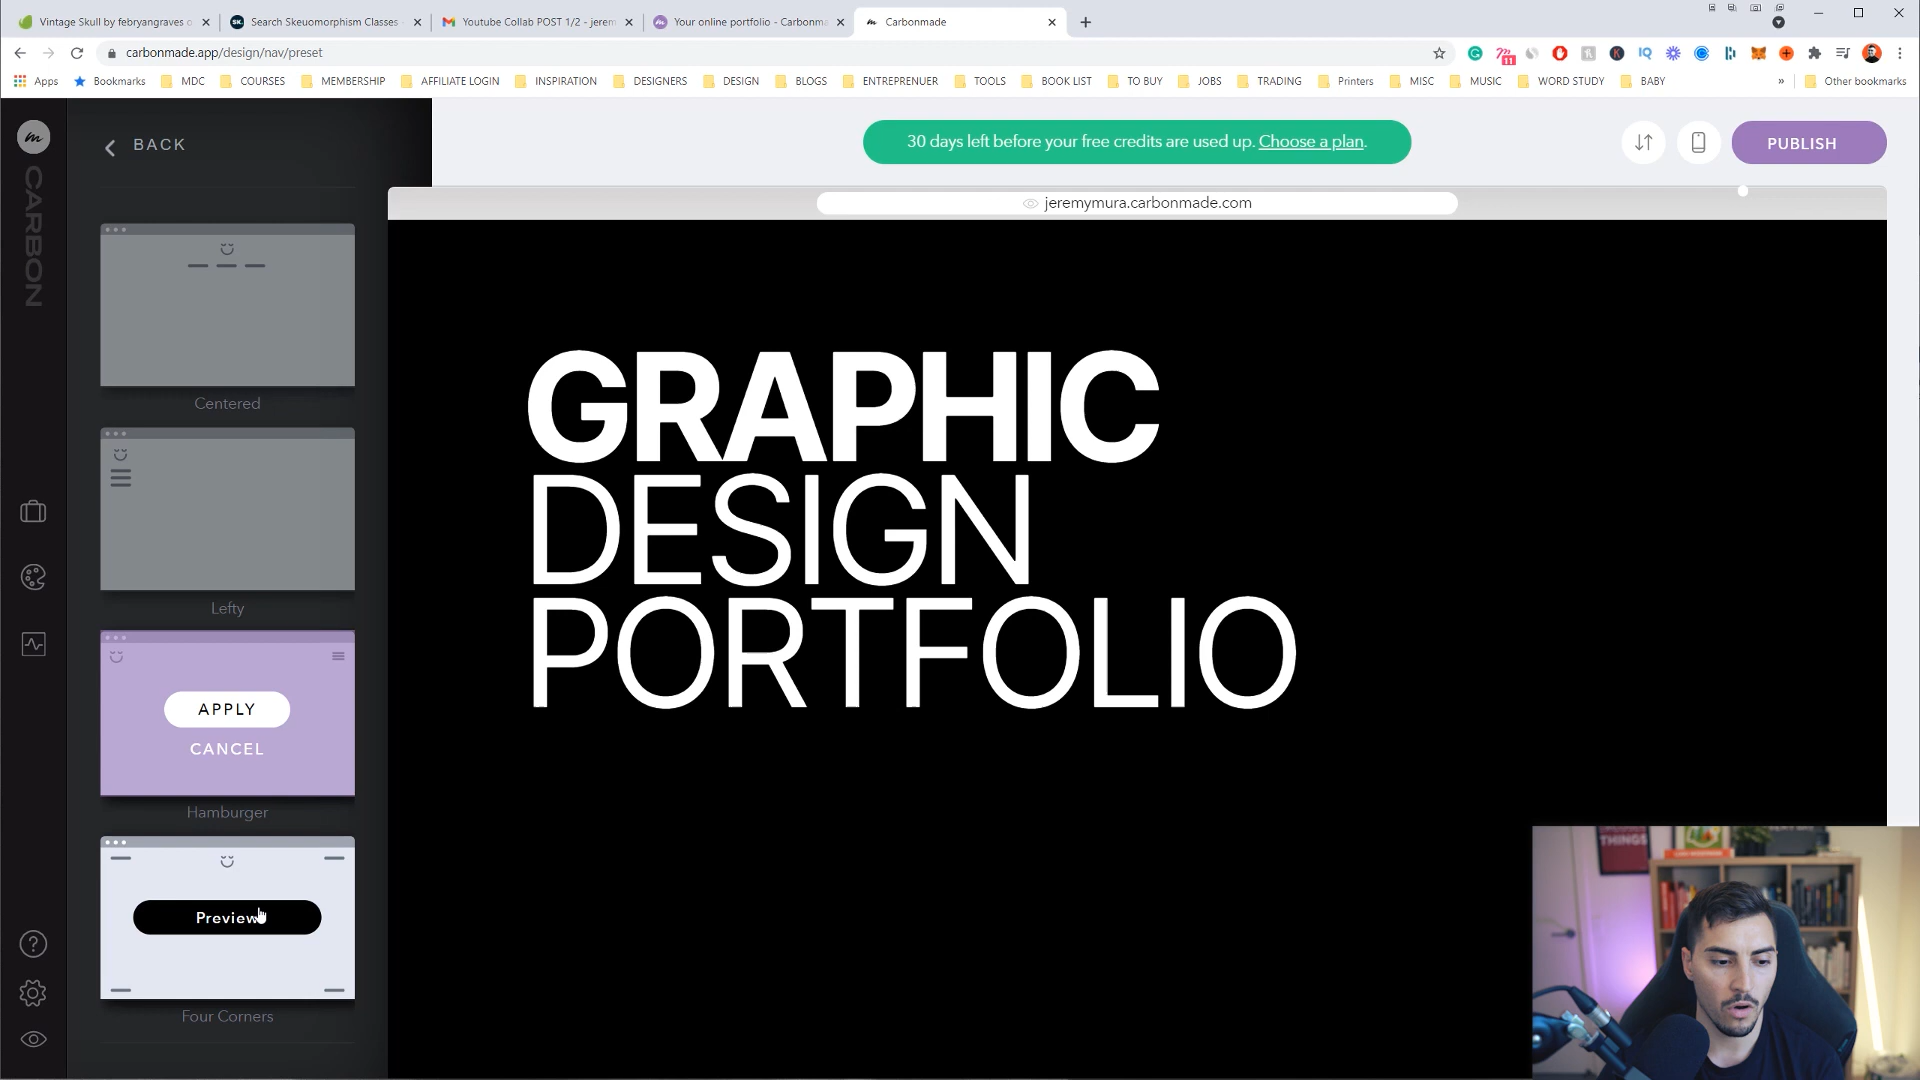 Vintage Skull by febryangraves o
Search Skeuomorphism Classes
Youtube Collab POST 1/2 - jerem
Your online portfolio - Carbonma
Carbonmade
carbonmade.app/design/nav/preset
11
IQ
Apps
Bookmarks
MDC
COURSES
MEMBERSHIP
AFFILIATE LOGIN
INSPIRATION
DESIGNERS
DESIGN
BLOGS
ENTREPRENUER
TOOLS
BOOK LIST
TO BUY
JOBS
TRADING
Printers
MISC
MUSIC
WORD STUDY
BABY
»
Other bookmarks
CARBON
BACK
30 days left before your free credits are used up. Choose a plan.
PUBLISH
jeremymura.carbonmade.com
Centered
Lefty
APPLY
CANCEL
Hamburger
Preview
Four Corners
GRAPHIC
DESIGN
PORTFOLIO
THINGS